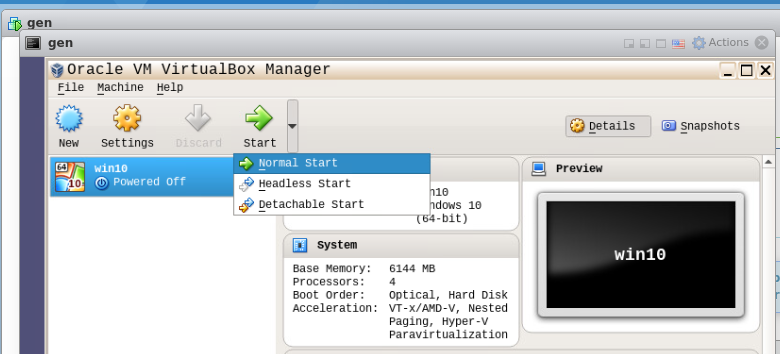 gen
gen
Actions
Oracle VM VirtualBox Manager
File Machine Help
New Settings Discard Start
Details Snapshots
Normal Start
Headless Start
Detachable Start
64
10
win10
Powered Off
ndows 10
(64-bit)
System
Base Memory: 6144 MB
Processors: 4
Boot Order: Optical, Hard Disk
Acceleration: VT-x/AMD-V, Nested
Paging, Hyper-V
Paravirtualization
Preview
win10